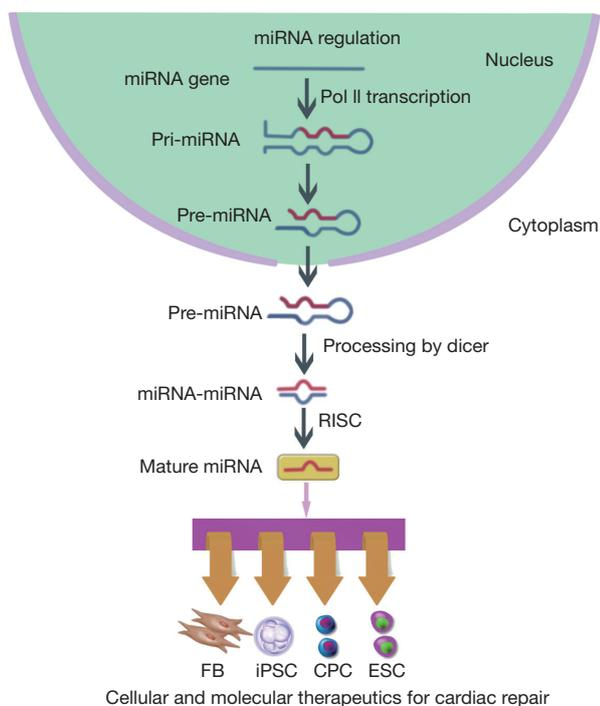 miRNA regulation
Nucleus
miRNA gene
Pol II transcription
Pri-miRNA
Pre-miRNA
Cytoplasm
Pre-miRNA
Processing by dicer
miRNA-miRNA
RISC
Mature miRNA
FB iPSC CPC ESC
Cellular and molecular therapeutics for cardiac repair